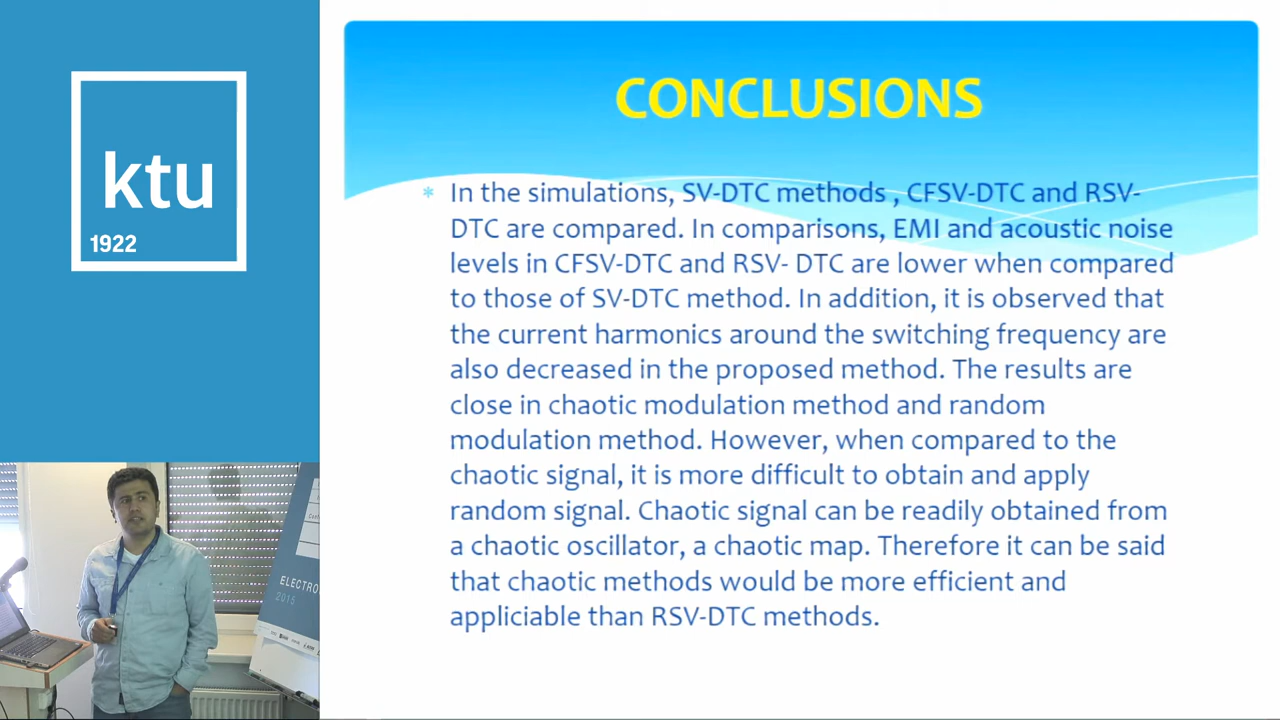 ktu
1922
CONCLUSIONS
* In the simulations, SV-DTC methods , CFSV-DTC and RSV-
DTC are compared. In comparisons, EMI and acoustic noise
levels in CFSV-DTC and RSV- DTC are lower when compared
to those of SV-DTC method. In addition, it is observed that
the current harmonics around the switching frequency are
also decreased in the proposed method. The results are
close in chaotic modulation method and random
modulation method. However, when compared to the
chaotic signal, it is more difficult to obtain and apply
random signal. Chaotic signal can be readily obtained from
a chaotic oscillator, a chaotic map. Therefore it can be said
that chaotic methods would be more efficient and
appliciable than RSV-DTC methods.
ELECTRO
2015